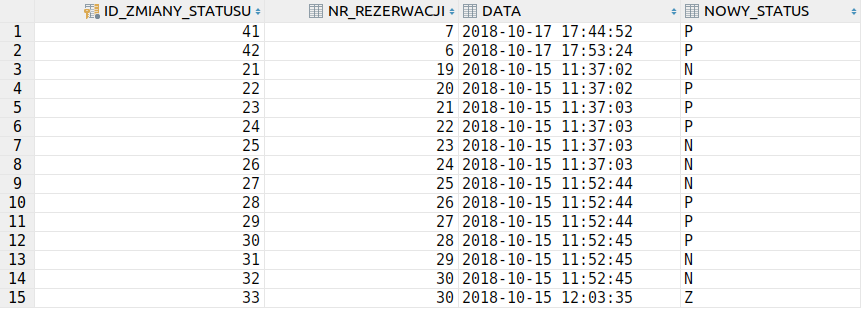 ID_ZMIANY_STATUSU NR_REZERWACJI DATA NOWY_STATUS
1 41 7 2018-10-17 17:44:52 P
2 42 6 2018-10-17 17:53:24 P
3 21 19 2018-10-15 11:37:02 N
4 22 20 2018-10-15 11:37:02 P
5 23 21 2018-10-15 11:37:03 P
6 24 22 2018-10-15 11:37:03 P
7 25 23 2018-10-15 11:37:03 N
8 26 24 2018-10-15 11:37:03 N
9 27 25 2018-10-15 11:52:44 N
10 28 26 2018-10-15 11:52:44 P
11 29 27 2018-10-15 11:52:44 P
12 30 28 2018-10-15 11:52:45 P
13 31 29 2018-10-15 11:52:45 N
14 32 30 2018-10-15 11:52:45 N
15 33 30 2018-10-15 12:03:35 Z